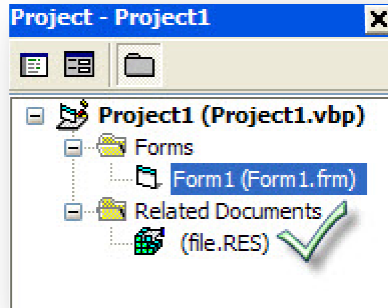 Project - Project1
Project1 (Project1.vbp)
Forms
Form1 (Form1.frm)
Related Documents
(file.RES)